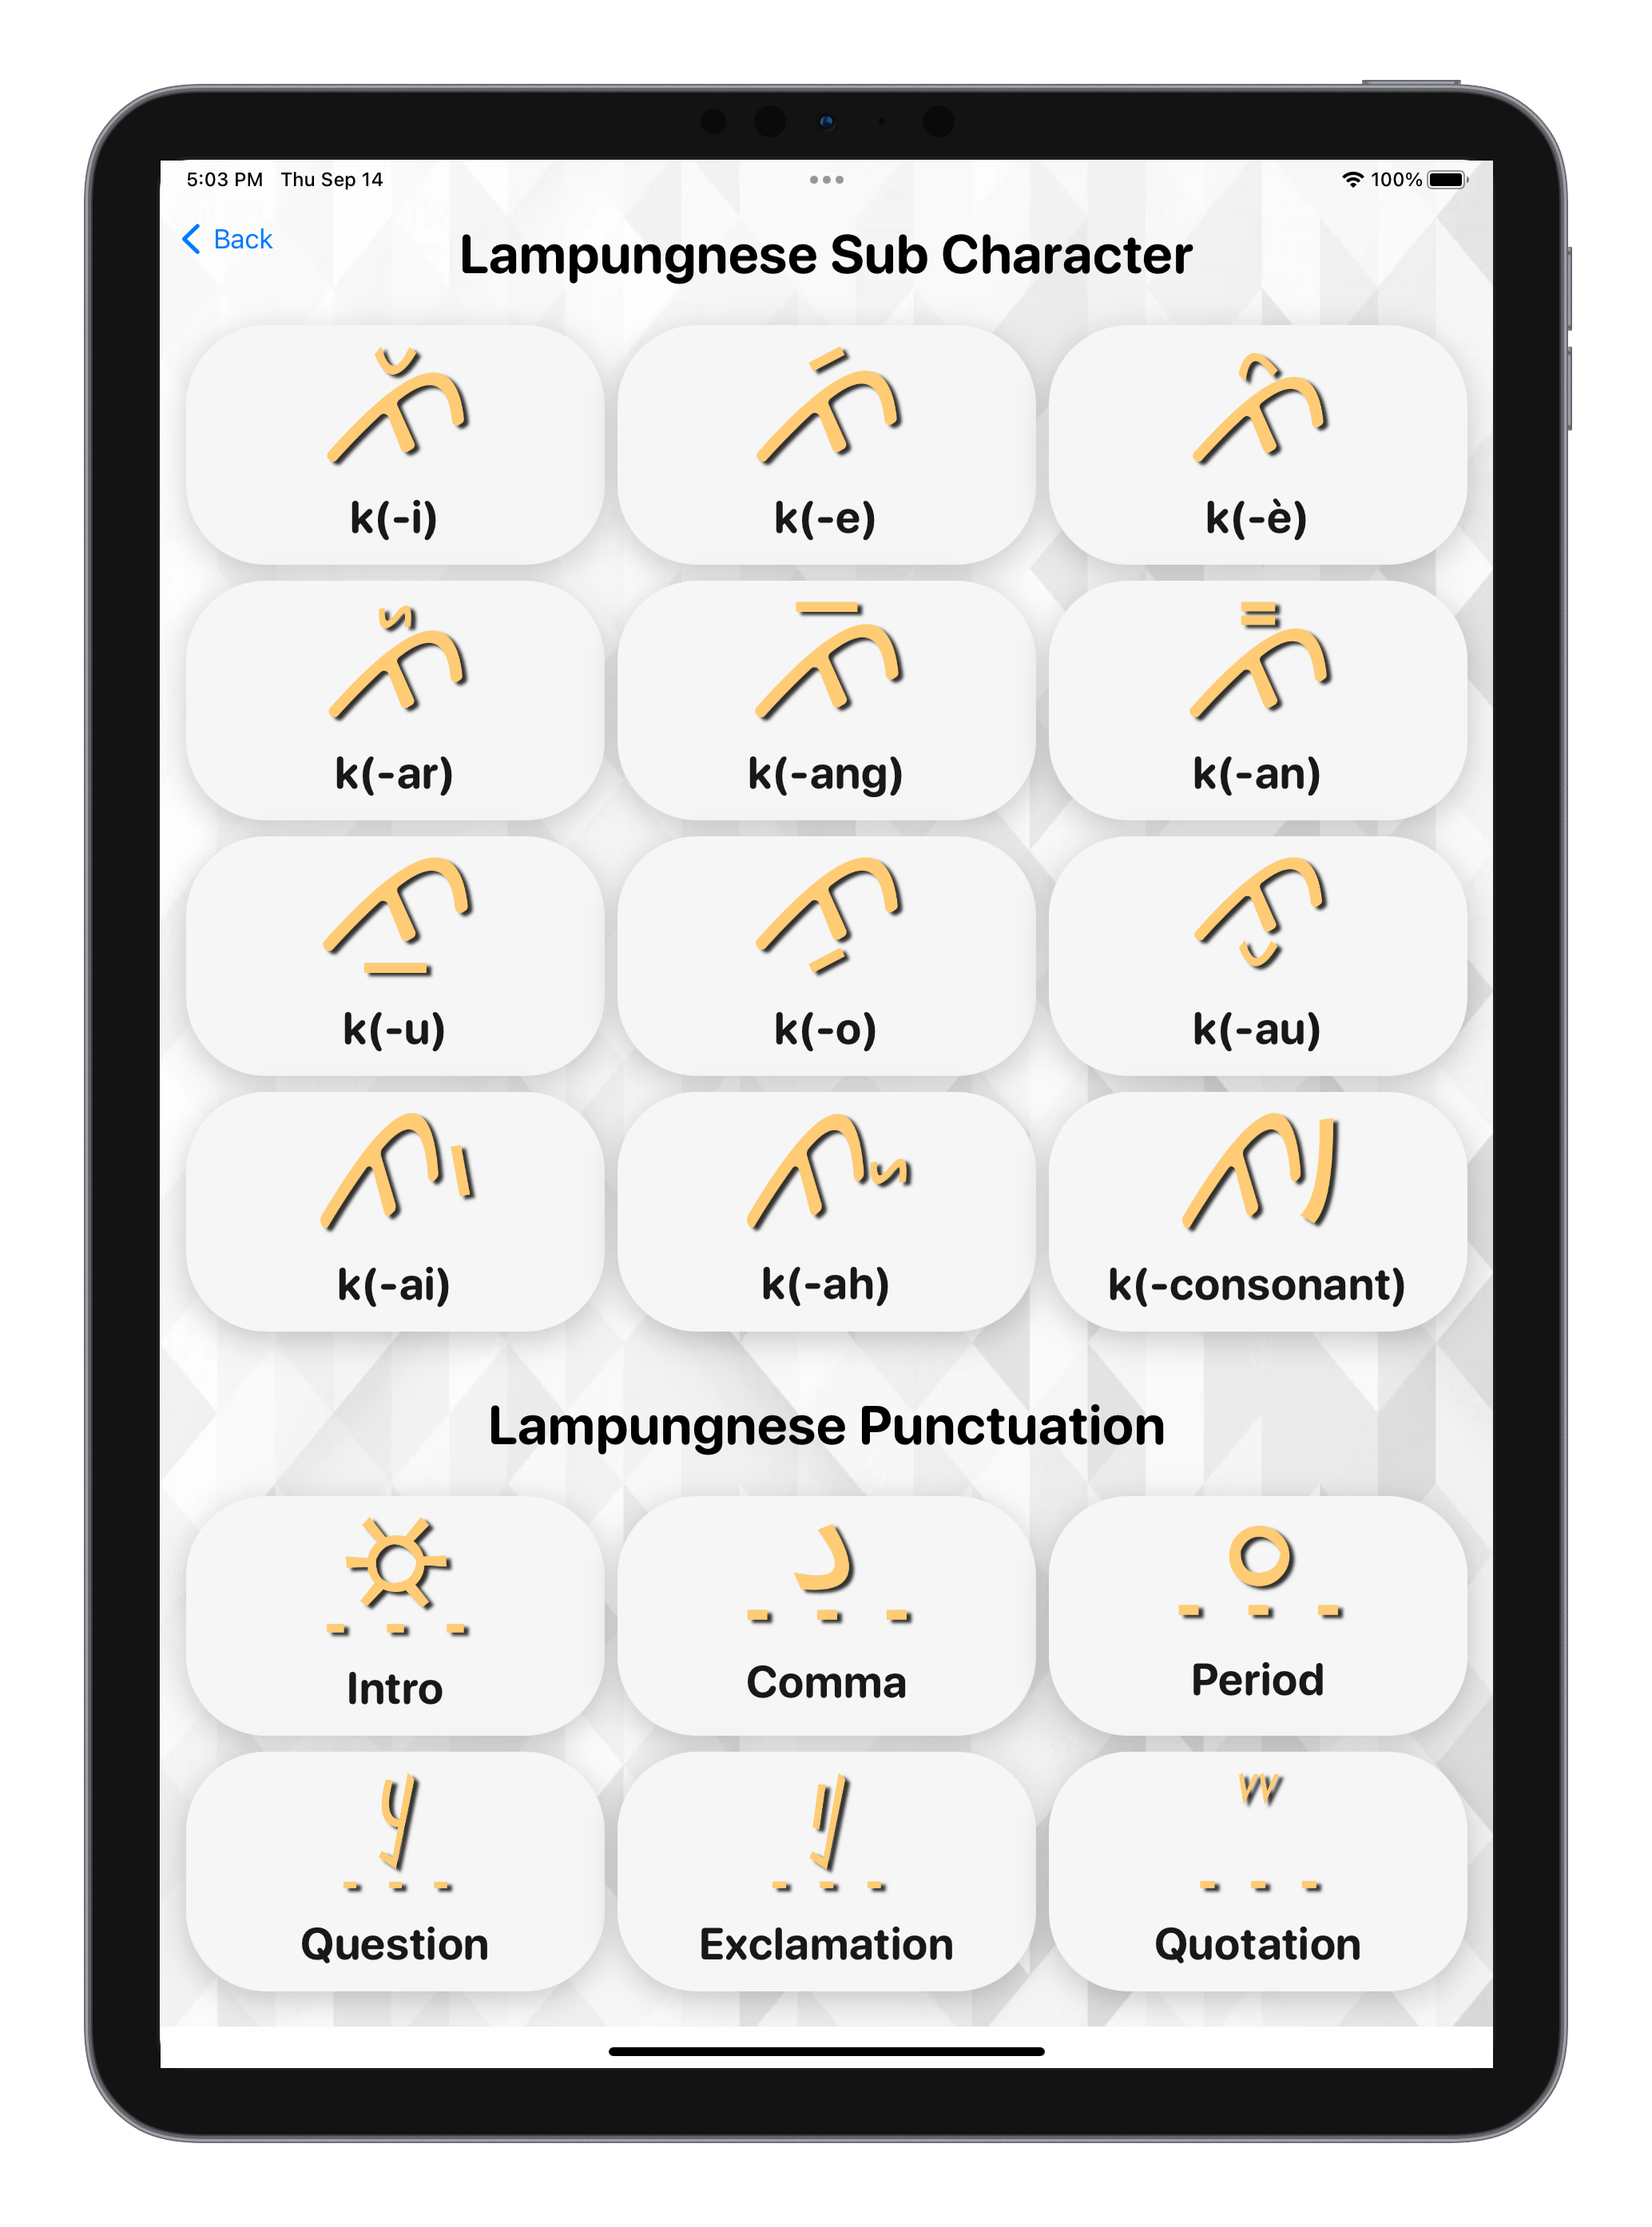 5:03 PM Thu Sep 14
100%
Back
Lampungnese Sub Character
k(-i) k(-e) k(-è)
k(-ar) k(-ang) k(-an)
k(-u) k(-o) k(-au)
k(-ai) k(-ah) k(-consonant)
Lampungnese Punctuation
Intro Comma Period
Question Exclamation Quotation